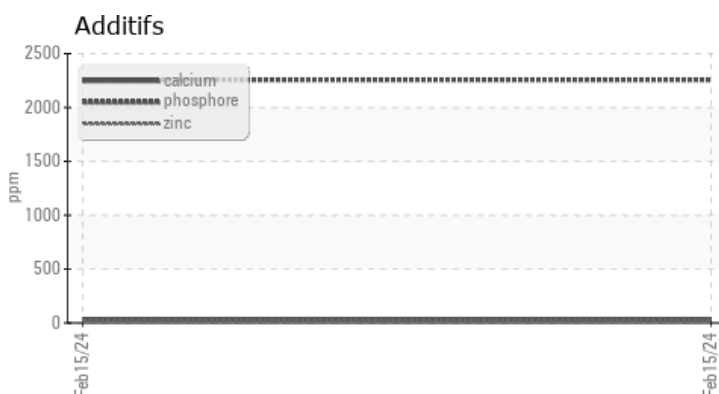 Additifs
2500
2000
1500
1000
500
0
ppm
calcium
phosphore
zinc
Feb15/24
Feb15/24